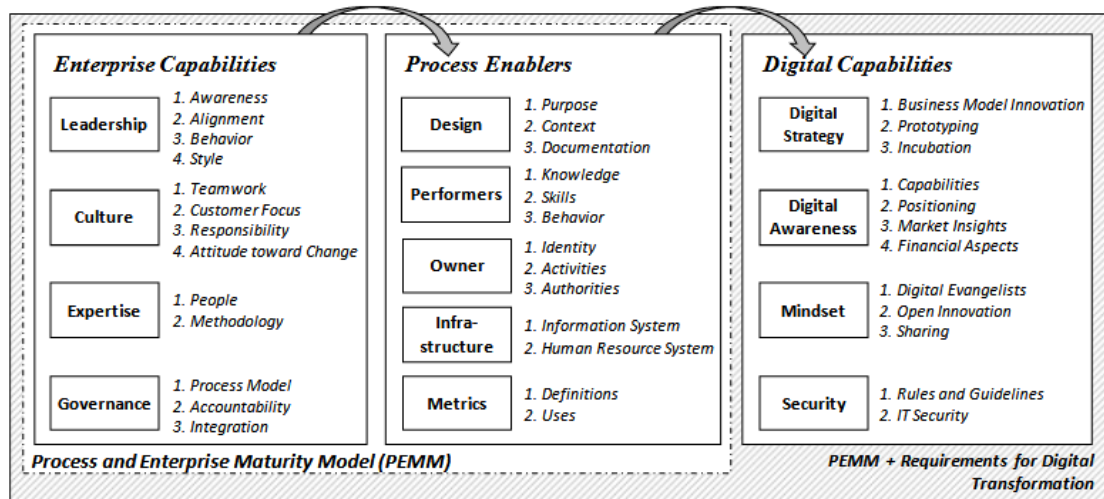 Enterprise Capabilities
Leadership
1. Awareness
2. Alignment
3. Behavior
4. Style
Culture
1. Teamwork
2. Customer Focus
3. Responsibility
4. Attitude toward Change
Expertise
1. People
2. Methodology
Governance
1. Process Model
2. Accountability
3. Integration
Process Enablers
Design
1. Purpose
2. Context
3. Documentation
Performers
1. Knowledge
2. Skills
3. Behavior
Owner
1. Identity
2. Activities
3. Authorities
Infra-
structure
1. Information System
2. Human Resource System
Metrics
1. Definitions
2. Uses
Digital Capabilities
Digital
Strategy
1. Business Model Innovation
2. Prototyping
3. Incubation
Digital
Awareness
1. Capabilities
2. Positioning
3. Market Insights
4. Financial Aspects
Mindset
1. Digital Evangelists
2. Open Innovation
3. Sharing
Security
1. Rules and Guidelines
2. IT Security
Process and Enterprise Maturity Model (PEMM)
PEMM + Requirements for Digital
Transformation